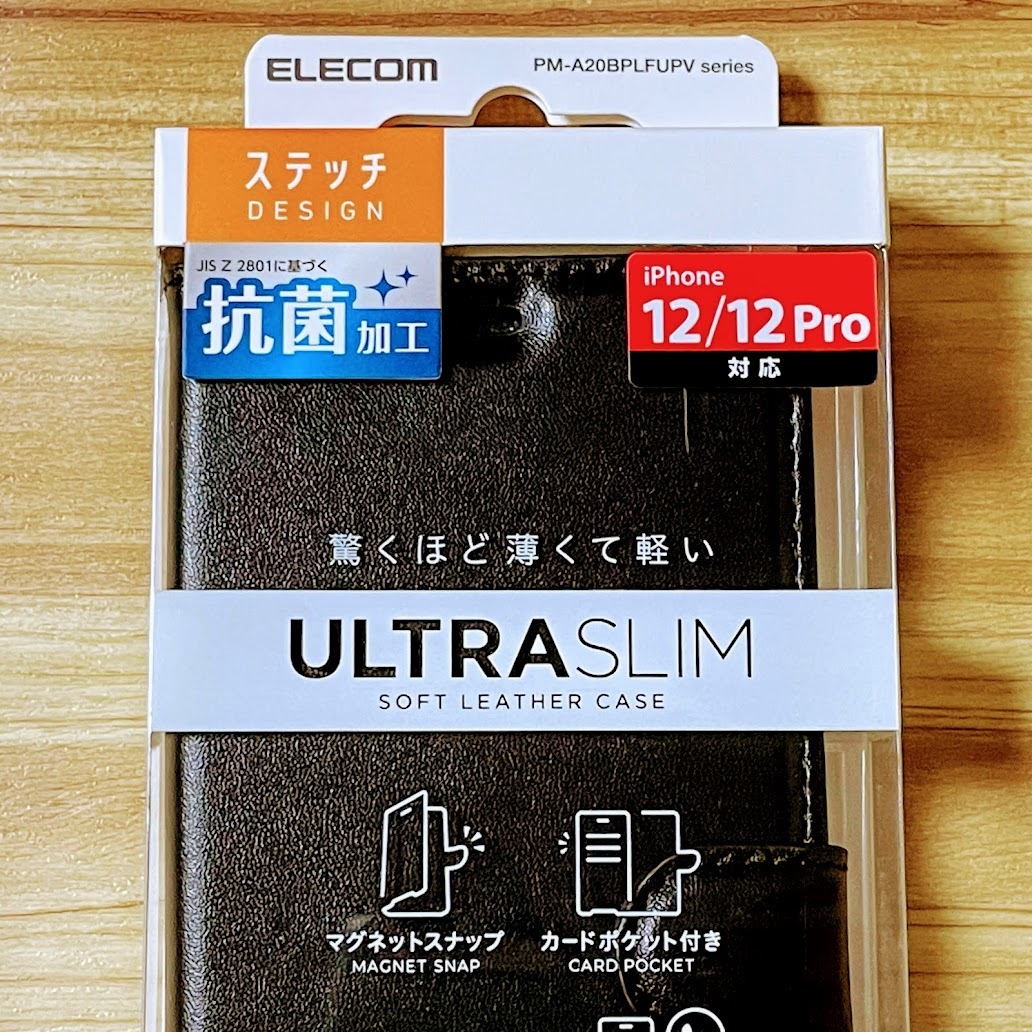 ELECOM
PM-A20BPLFUPV series
ステッチ
DESIGN
JIS Z 2801に基づく
抗菌加工
iPhone
12/12 Pro
対応
驚くほど薄くて軽い
ULTRASLIM
SOFT LEATHER CASE
マグネットスナップ
MAGNET SNAP
カードポケット付き
CARD POCKET